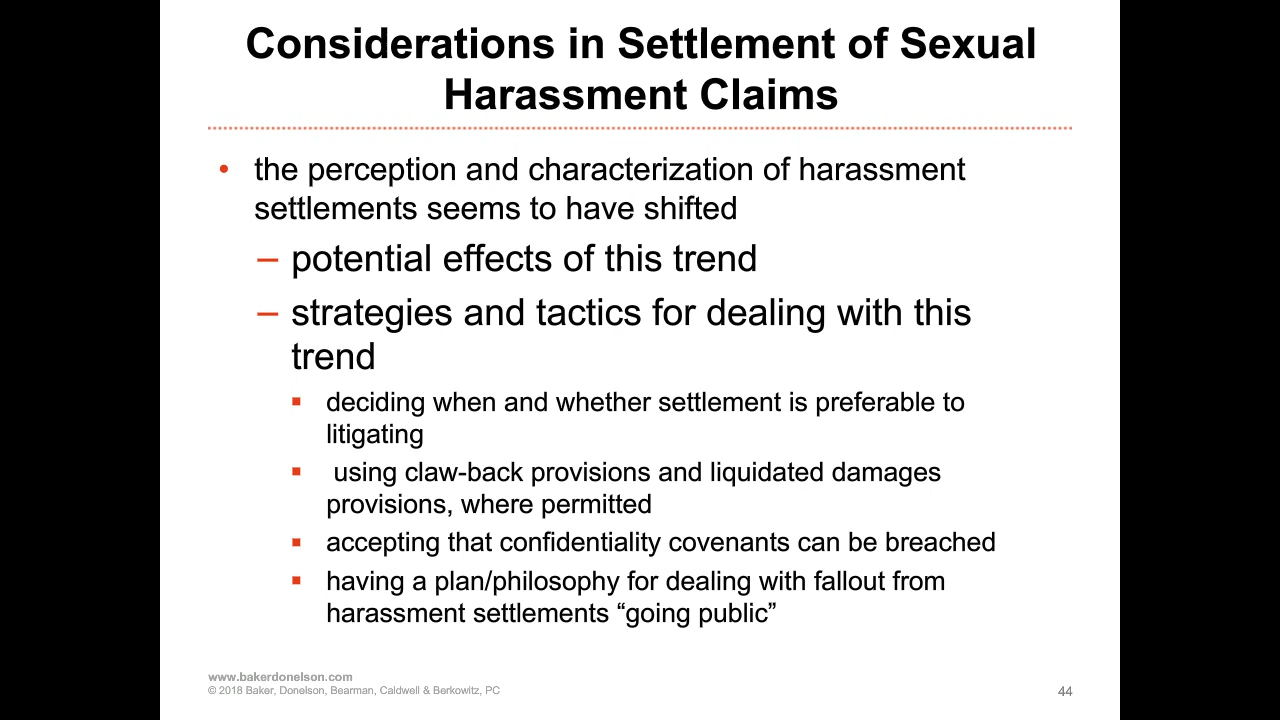 Considerations in Settlement of Sexual
Harassment Claims
• the perception and characterization of harassment
settlements seems to have shifted
– potential effects of this trend
– strategies and tactics for dealing with this
trend
▪ deciding when and whether settlement is preferable to
litigating
▪ using claw-back provisions and liquidated damages
provisions, where permitted
▪ accepting that confidentiality covenants can be breached
▪ having a plan/philosophy for dealing with fallout from
harassment settlements “going public”
www.bakerdonelson.com
© 2018 Baker, Donelson, Bearman, Caldwell & Berkowitz, PC
44